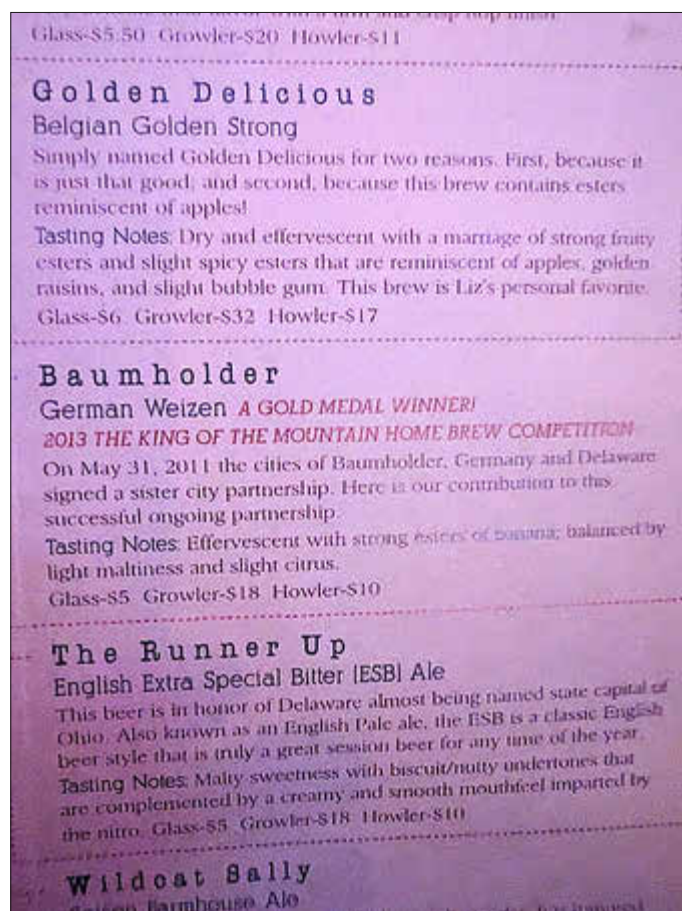 and crisp hop finish
Glass-$5.50 Growler-$20 Howler-$11
Golden Delicious
Belgian Golden Strong
Simply named Golden Delicious for two reasons. First, because it
is just that good; and second, because this brew contains esters
reminiscent of apples!
Tasting Notes: Dry and effervescent with a marriage of strong fruity
esters and slight spicy esters that are reminiscent of apples, golden
raisins, and slight bubble gum. This brew is Liz's personal favorite.
Glass-$6 Growler-$32 Howler-$17
Baumholder
German Weizen A GOLD MEDAL WINNER!
2013 THE KING OF THE MOUNTAIN HOME BREW COMPETITION
On May 31, 2011 the cities of Baumholder, Germany and Delaware
signed a sister city partnership. Here is our contribution to this
successful ongoing partnership.
Tasting Notes: Effervescent with strong esters of banana; balanced by
light maltiness and slight citrus.
Glass-$5 Growler-$18 Howler-$10
The Runner Up
English Extra Special Bitter (ESB) Ale
This beer is in honor of Delaware almost being named state capital of
Ohio. Also known as an English Pale ale, the ESB is a classic English
beer style that is truly a great session beer for any time of the year.
Tasting Notes: Malty sweetness with biscuit/nutty undertones that
are complemented by a creamy and smooth mouthfeel imparted by
the nitro. Glass-$5 Growler-$18 Howler-$10
Wildcat Sally
Saison Farmhouse Ale